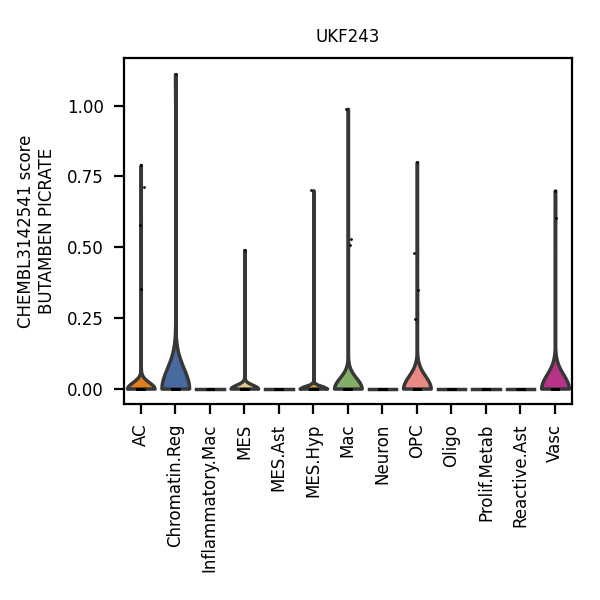 UKF243
CHEMBL3142541 score
BUTAMBEN PICRATE
1.00
0.75
0.50
0.25
0.00
AC
Chromatin.Reg
Inflammatory.Mac
MES
MES.Ast
MES.Hyp
Mac
Neuron
OPC
Oligo
Prolif.Metab
Reactive.Ast
Vasc